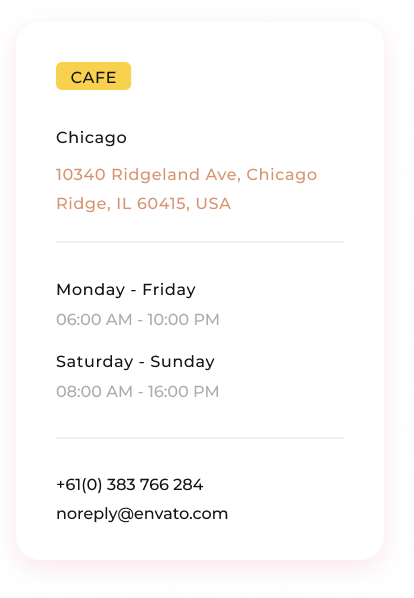 CAFE
Chicago
10340 Ridgeland Ave, Chicago
Ridge, IL 60415, USA
Monday - Friday
06:00 AM - 10:00 PM
Saturday - Sunday
08:00 AM - 16:00 PM
+61(0) 383 766 284
noreply@envato.com